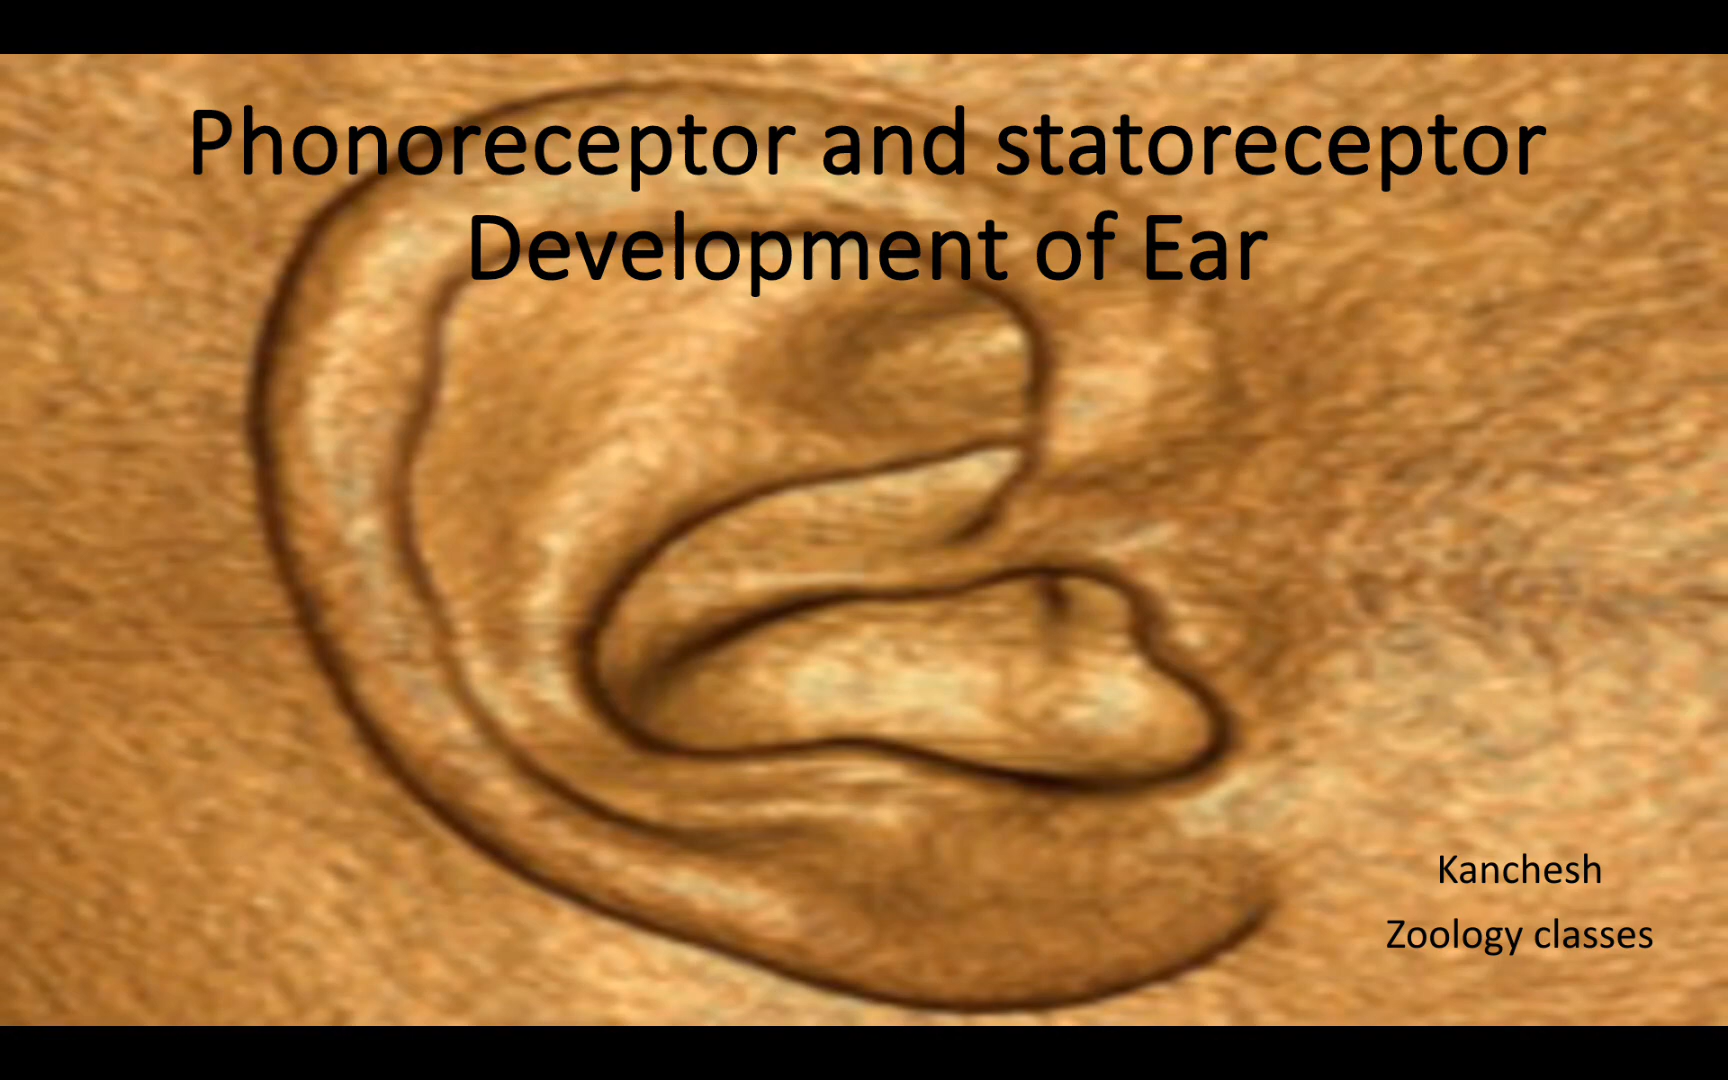 Phonoreceptor and statoreceptor
Development of Ear
Kanchesh
Zoology classes